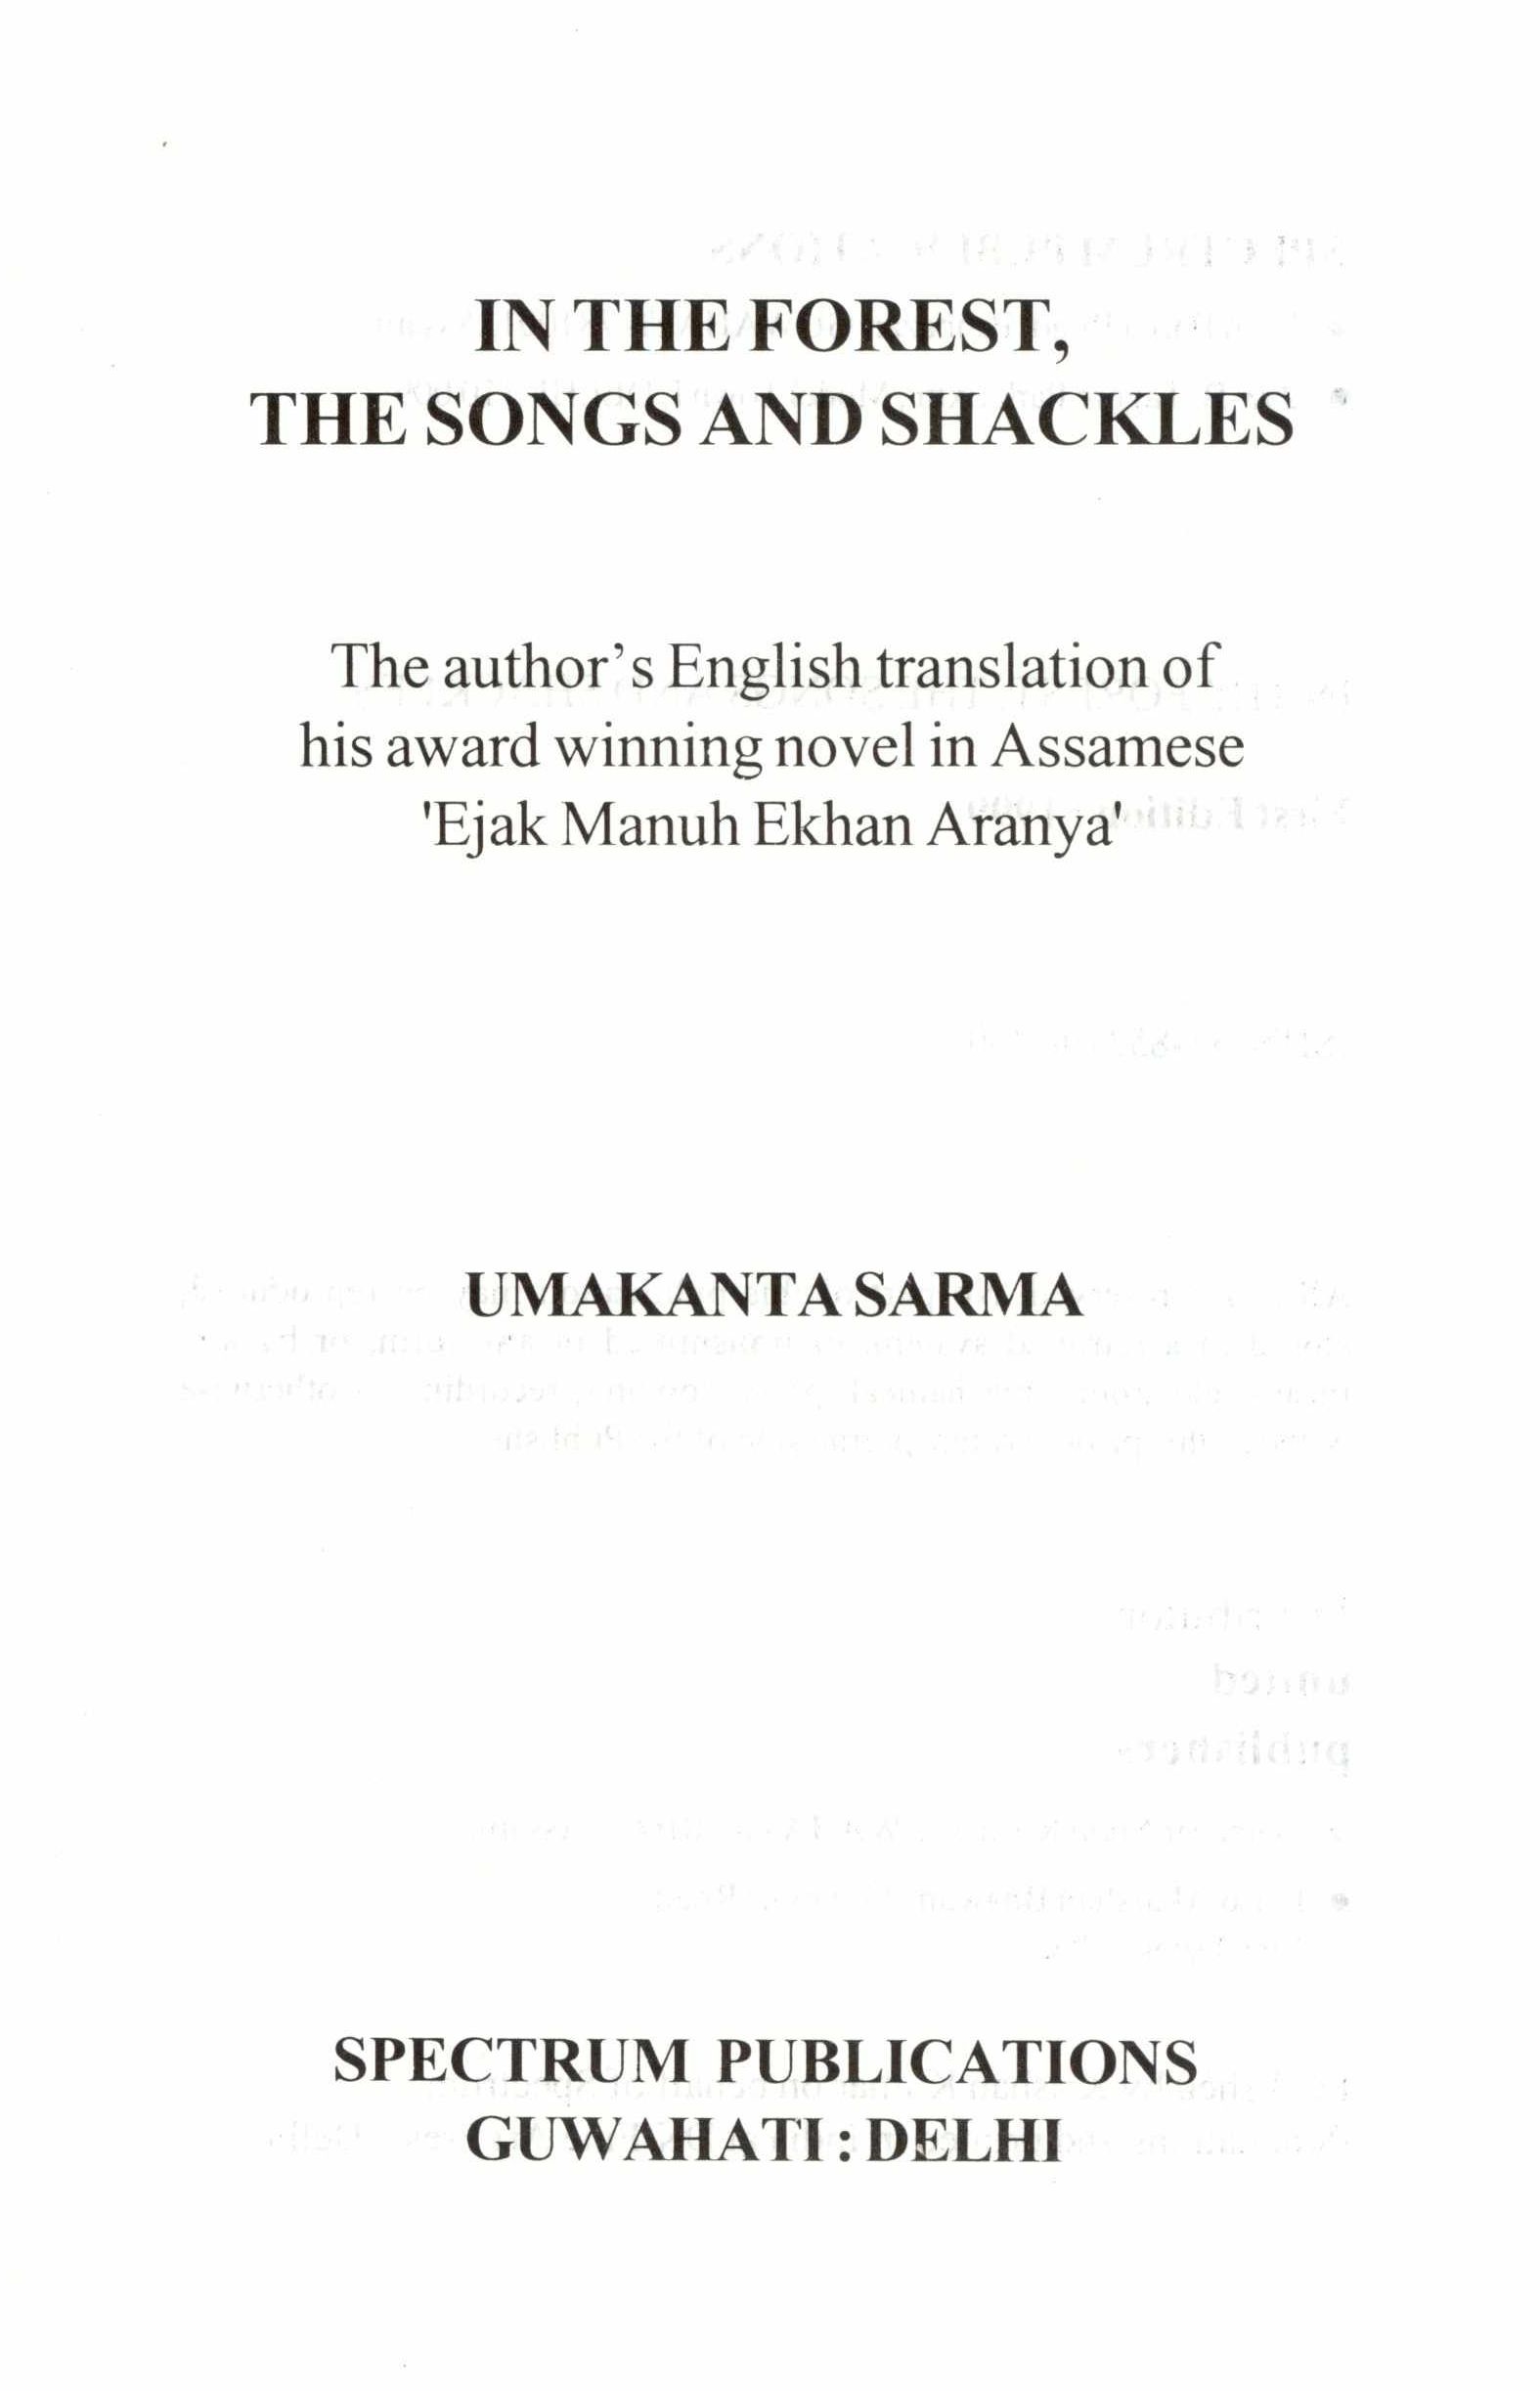 IN THE FOREST,
THE SONGS AND SHACKLES
The author's English translation of
his award winning novel in Assamese
'Ejak Manuh Ekhan Aranya'
UMAKANTA SARMA
SPECTRUM PUBLICATIONS
GUWAHATI : DELHI